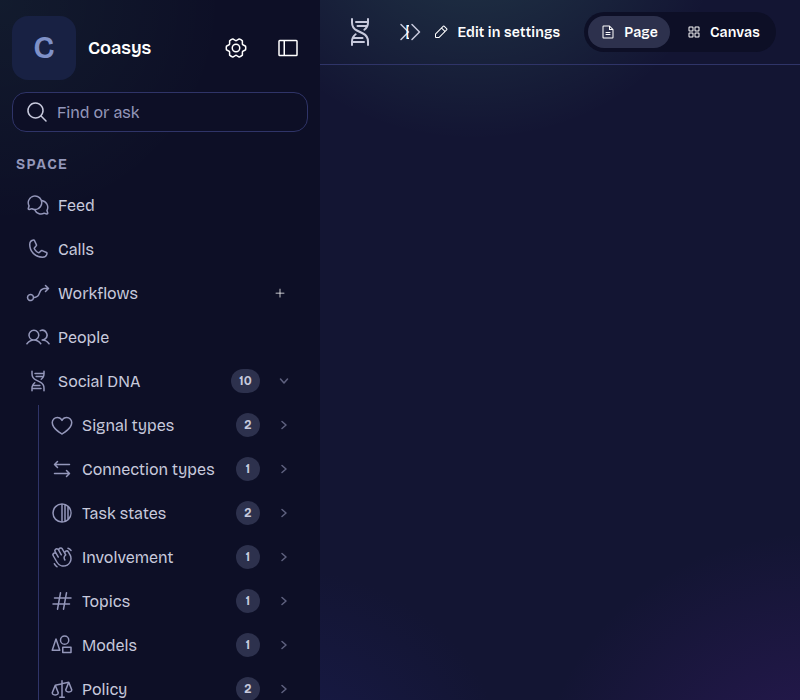 C
Coasys
Find or ask
SPACE
Feed
Calls
Workflows
People
Social DNA 10
Signal types 2
Connection types 1
Task states 2
Involvement 1
Topics 1
Models 1
Policy 2
Edit in settings
Page
Canvas